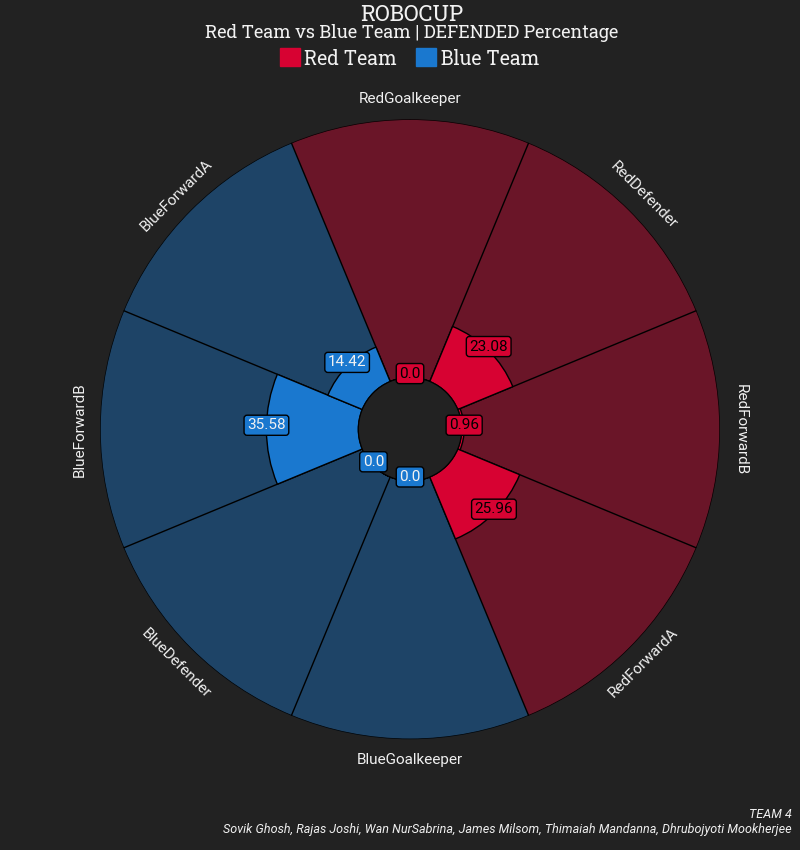 ROBOCUP
Red Team vs Blue Team | DEFENDED Percentage
Red Team Blue Team
RedGoalkeeper
BlueForwardA
RedDefender
14.42
0.0
23.08
BlueForwardB
35.58
0.96
RedForwardB
0.0
0.0
25.96
BlueDefender
RedForwardA
BlueGoalkeeper
TEAM 4
Sovik Ghosh, Rajas Joshi, Wan NurSabrina, James Milsom, Thimaiah Mandanna, Dhrubojyoti Mookherjee